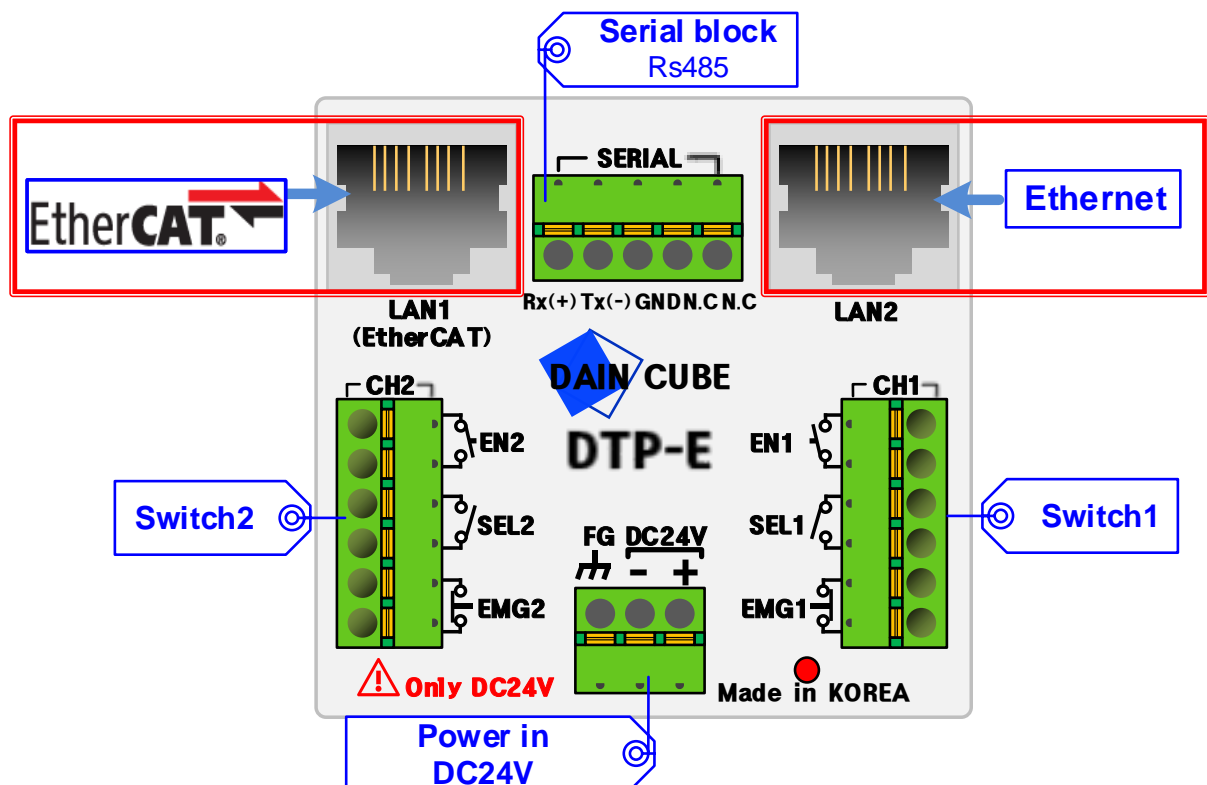 Serial block
Rs485
EtherCAT®
Ethernet
SERIAL
Rx(+) Tx(-) GND N.C N.C
LAN1
(EtherCAT)
LAN2
DAIN CUBE
DTP-E
CH2
CH1
EN2
EN1
SEL2
SEL1
EMG2
EMG1
Switch2
Switch1
FG DC24V
- +
Only DC24V
Made in KOREA
Power in
DC24V